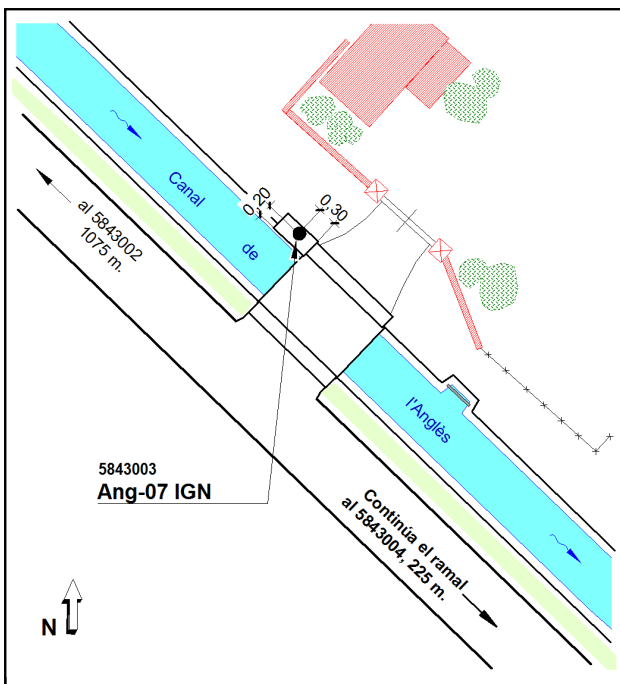 Canal
de
l'Anglès
0,20
0,30
al 5843002
1075 m.
5843003
Ang-07 IGN
Continúa el ramal
al 5843004, 225 m.
N